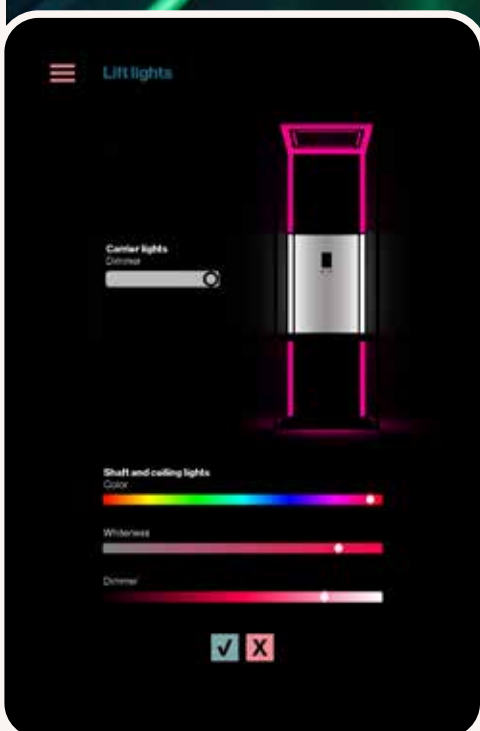 Lift lights
Carrier lights
Dimmer
Shaft and ceiling lights
Color
Whiteness
Dimmer
✓ X